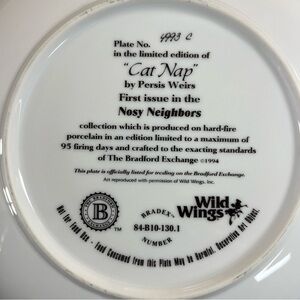 Plate No. 4993 C
in the limited edition of
"Cat Nap"
by Persis Weirs
First issue in the
Nosy Neighbors
collection which is produced on hard-fire
porcelain in an edition limited to a maximum of
95 firing days and crafted to the exacting standards
of The Bradford Exchange ©1994
This plate is officially listed for trading on the Bradford Exchange.
Art reproduced with permission of Wild Wings, Inc.
B
BRADEX
84-B10-130.1
NUMBER
Wild
Wings
Not for Food Use - Food Consumed from this Plate May be Harmful. Decorative Art Object.